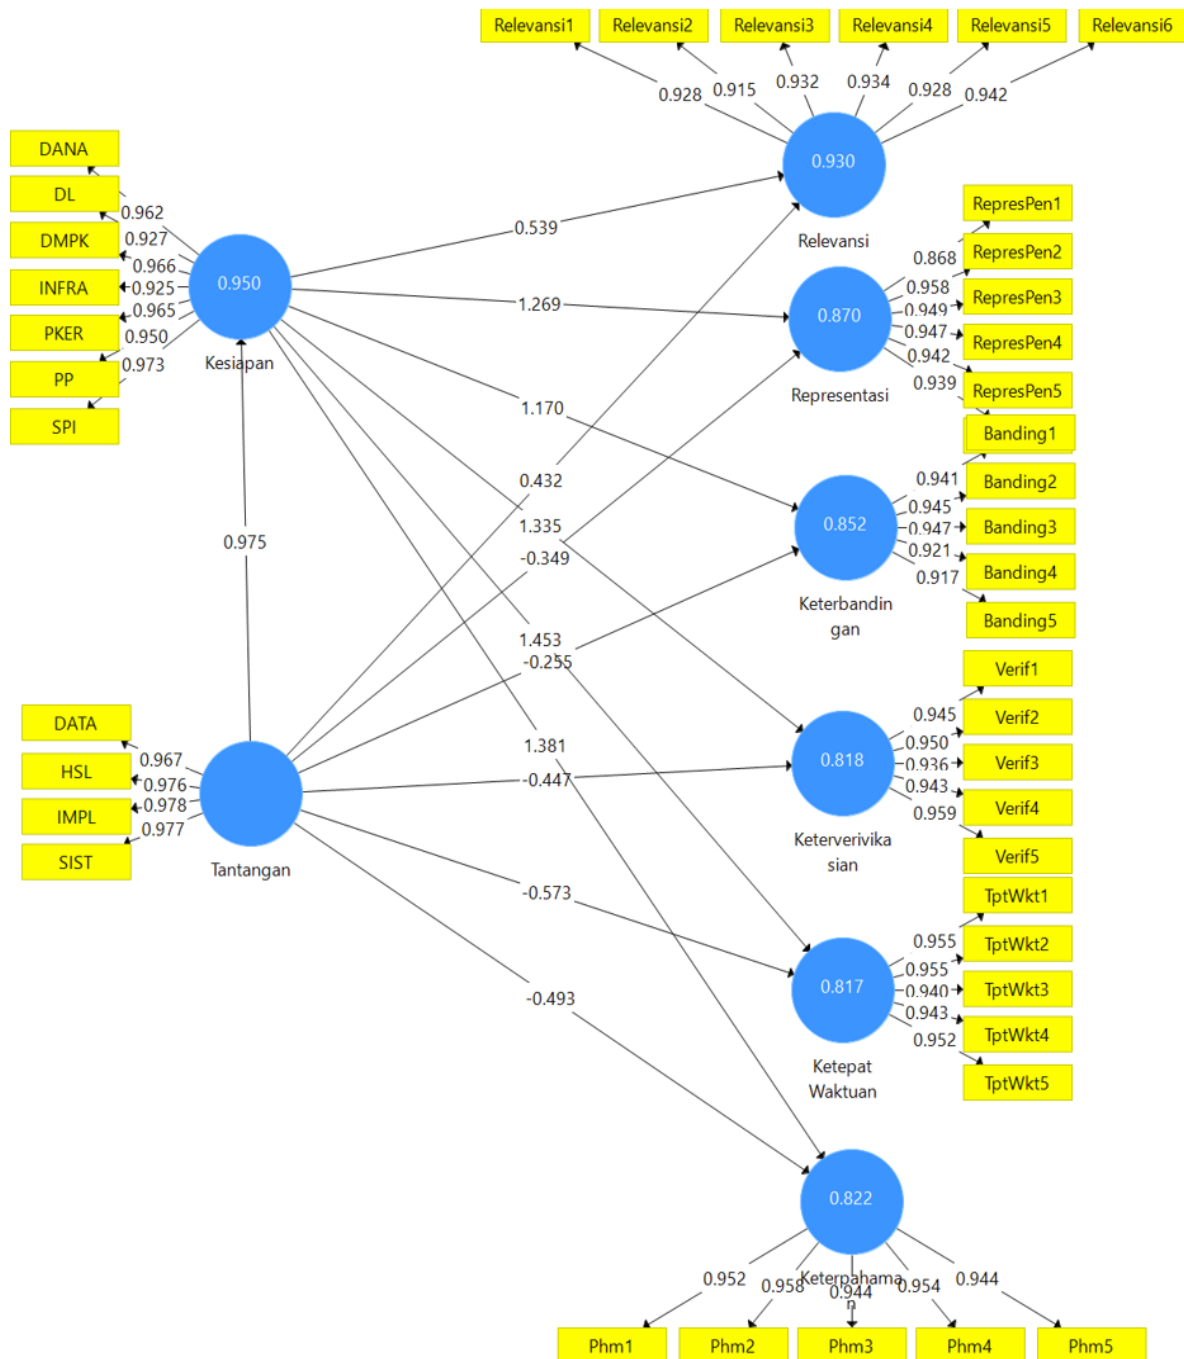 Relevansi1 Relevansi2 Relevansi3 Relevansi4 Relevansi5 Relevansi6
0.928 0.915 0.932 0.934 0.928 0.942
0.930
Relevansi
DANA
DL
DMPK
INFRA
PKER
PP
SPI
0.962
0.927
0.966
0.925
0.965
0.950
0.973
0.950
Kesiapan
0.539
1.269
1.170
0.432
1.335
-0.349
1.453
-0.255
1.381
-0.447
-0.573
-0.493
0.975
RepresPen1
RepresPen2
RepresPen3
RepresPen4
RepresPen5
0.868
0.958
0.949
0.947
0.942
0.939
0.870
Representasi
Banding1
Banding2
Banding3
Banding4
Banding5
0.941
0.945
0.947
0.921
0.917
0.852
Keterbandin
gan
DATA
HSL
IMPL
SIST
0.967
0.976
0.978
0.977
Tantangan
Verif1
Verif2
Verif3
Verif4
Verif5
0.945
0.950
0.936
0.943
0.959
0.818
Keterverivika
sian
TptWkt1
TptWkt2
TptWkt3
TptWkt4
TptWkt5
0.955
0.955
0.940
0.943
0.952
0.817
Ketepat
Waktuan
0.822
Keterpahama
n
0.952 0.958 0.944 0.954 0.944
Phm1 Phm2 Phm3 Phm4 Phm5